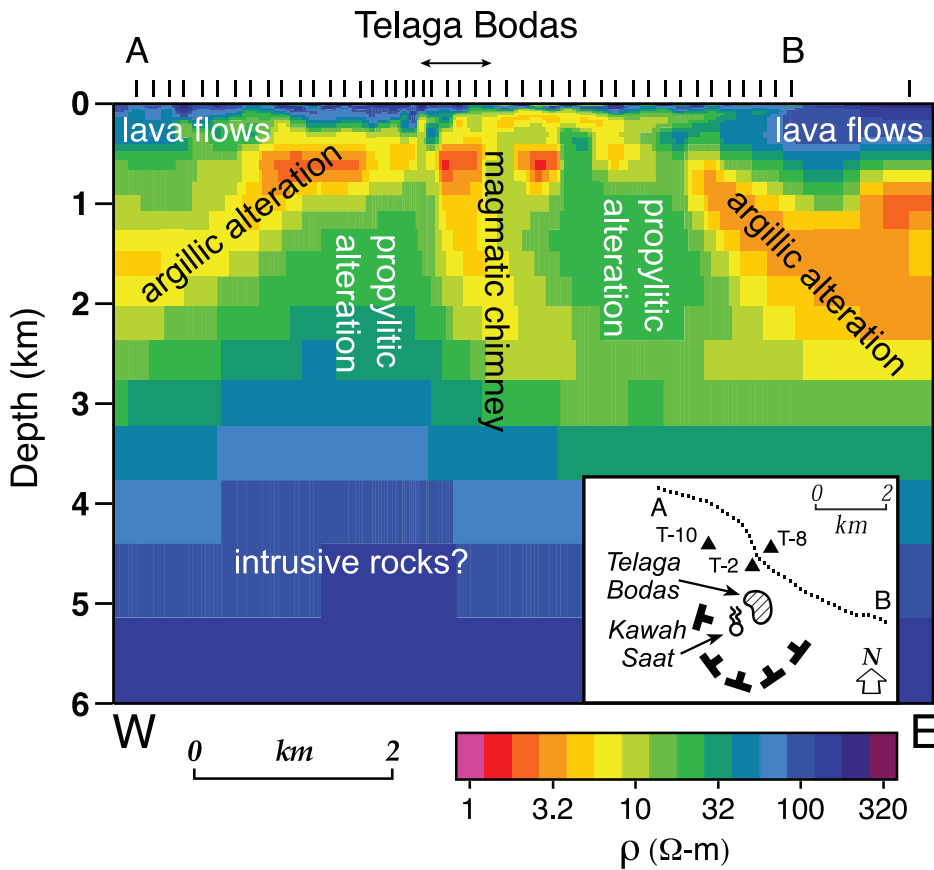 Telaga Bodas
A
B
0
1
2
3
4
5
6
Depth (km)
lava flows
lava flows
argillic alteration
propylitic
alteration
magmatic chimney
propylitic
alteration
argillic alteration
intrusive rocks?
A
0 2
km
T-10
T-8
T-2
Telaga
Bodas
B
Kawah
Saat
N
W
E
0 km 2
1 3.2 10 32 100 320
ρ (Ω-m)